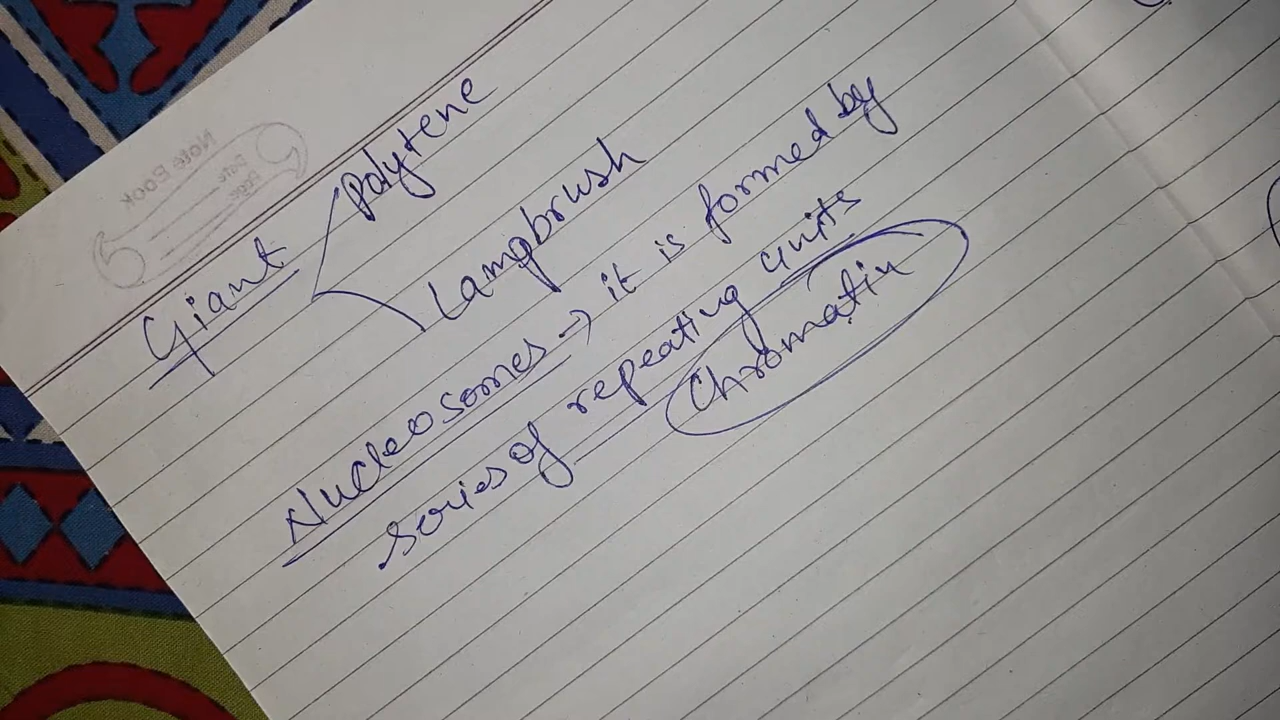 Giant
Polytene
Lampbrush
Nucleosomes → it is formed by
series of repeating units
Chromatin
Note Book
Date
Page